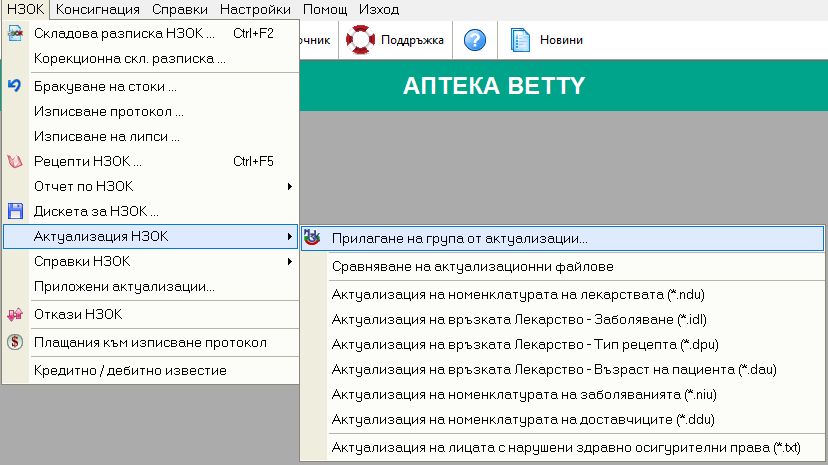 НЗОК Консигнация Справки Настройки Помощ Изход
Складова разписка НЗОК ... Ctrl+F2
очник Поддръжка ? Новини
Корекционна скл. разписка ...
АПТЕКА BETTY
Бракуване на стоки ...
Изписване протокол ...
Изписване на липси ...
Рецепти НЗОК ... Ctrl+F5
Отчет по НЗОК
Дискета за НЗОК ...
Актуализация НЗОК
Справки НЗОК
Приложени актуализации...
Откази НЗОК
Плащания към изписване протокол
Кредитно / дебитно известие
Прилагане на група от актуализации...
Сравняване на актуализационни файлове
Актуализация на номенклатурата на лекарствата (*.ndu)
Актуализация на връзката Лекарство - Заболяване (*.idl)
Актуализация на връзката Лекарство - Тип рецепта (*.dpu)
Актуализация на връзката Лекарство - Възраст на пациента (*.dau)
Актуализация на номенклатурата на заболяванията (*.niu)
Актуализация на номенклатурата на доставчиците (*.ddu)
Актуализация на лицата с нарушени здравно осигурителни права (*.txt)